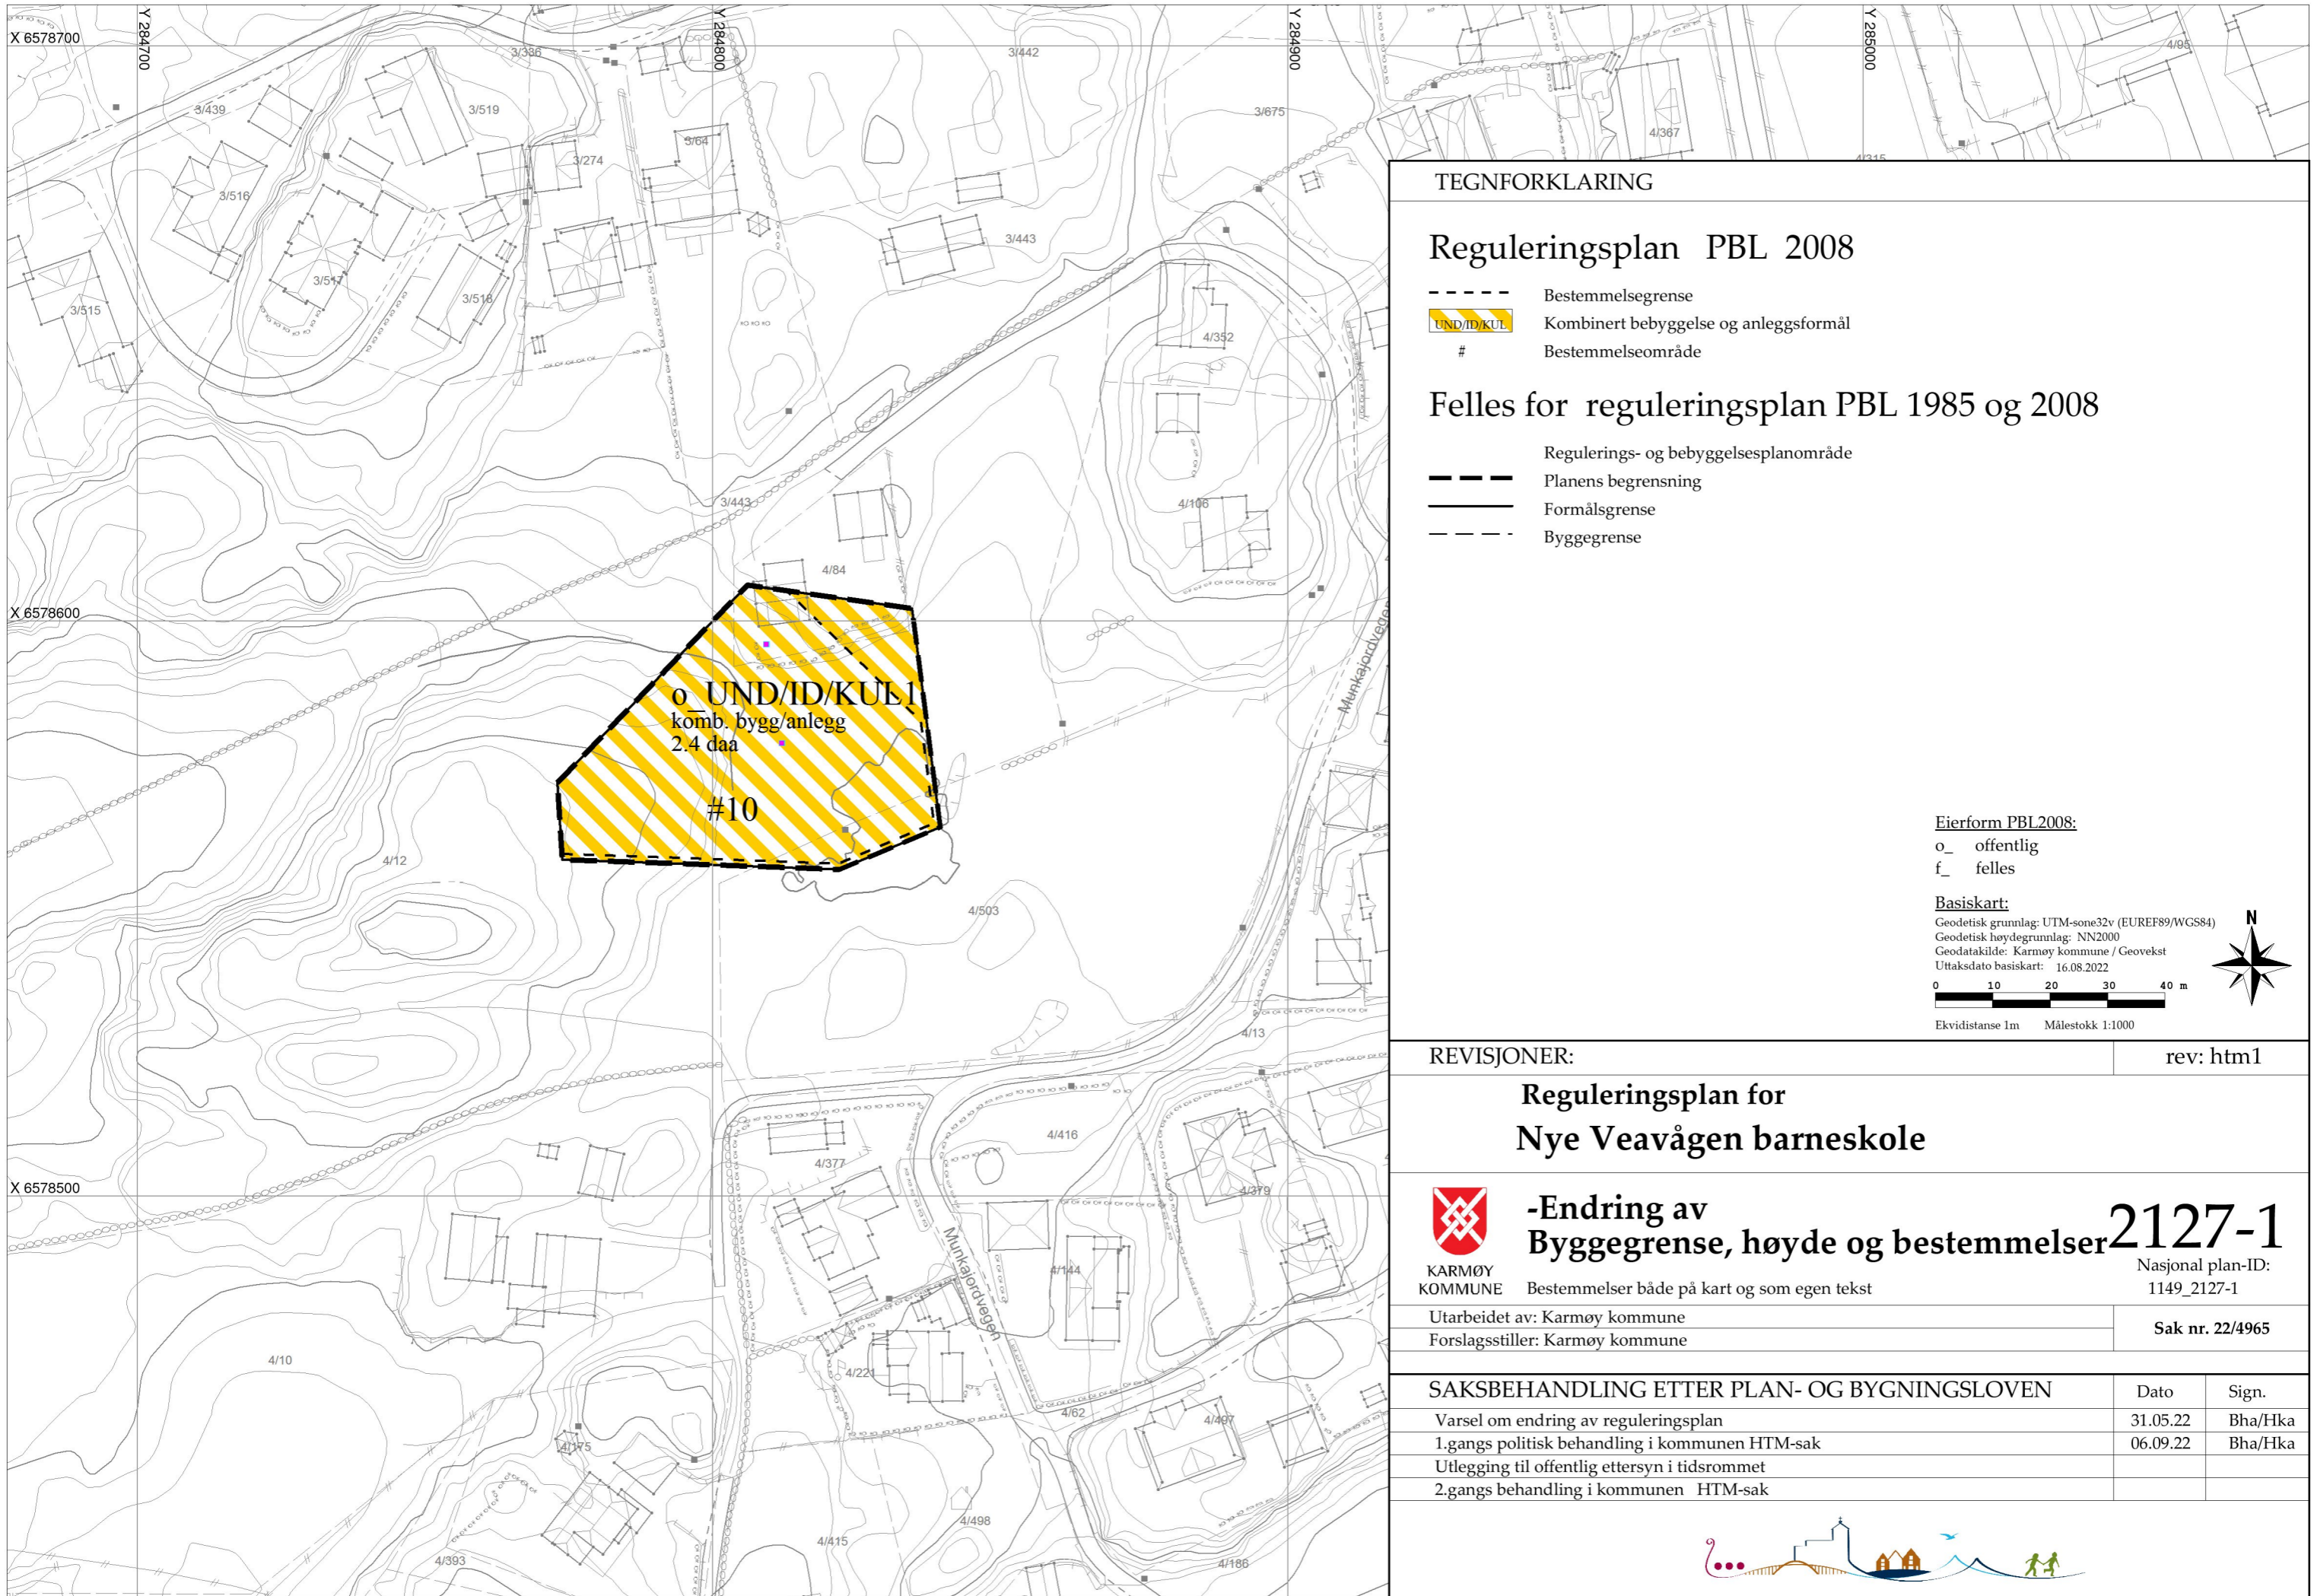 X 6578700
Y 284700
Y 284800
Y 284900
Y 285000
3/336
3/442
4/95
3/439
3/519
3/675
4/367
3/64
3/274
4/315
3/516
3/443
3/517
3/518
3/515
4/352
3/443
4/106
4/84
X 6578600
Munkajordvegen
o_UND/ID/KUL1
komb. bygg/anlegg
2.4 daa
#10
4/12
4/503
4/13
4/416
4/377
4/379
X 6578500
Munkajordvegen
4/144
4/10
4/221
4/62
4/497
4/175
4/498
4/415
4/393
4/186
TEGNFORKLARING
Reguleringsplan PBL 2008
Bestemmelsegrense
UND/ID/KUL Kombinert bebyggelse og anleggsformål
# Bestemmelseområde
Felles for reguleringsplan PBL 1985 og 2008
Regulerings- og bebyggelsesplanområde
Planens begrensning
Formålsgrense
Byggegrense
Eierform PBL2008:
o_ offentlig
f_ felles
Basiskart:
Geodetisk grunnlag: UTM-sone32v (EUREF89/WGS84)
Geodetisk høydegrunnlag: NN2000
Geodatakilde: Karmøy kommune / Geovekst
Uttaksdato basiskart: 16.08.2022
N
0 10 20 30 40 m
Ekvidistanse 1m Målestokk 1:1000
REVISJONER: rev: htm1
Reguleringsplan for
Nye Veavågen barneskole
-Endring av
Byggegrense, høyde og bestemmelser
2127-1
Nasjonal plan-ID:
1149_2127-1
KARMØY
KOMMUNE
Bestemmelser både på kart og som egen tekst
Utarbeidet av: Karmøy kommune
Forslagsstiller: Karmøy kommune
Sak nr. 22/4965
SAKSBEHANDLING ETTER PLAN- OG BYGNINGSLOVEN Dato Sign.
Varsel om endring av reguleringsplan 31.05.22 Bha/Hka
1.gangs politisk behandling i kommunen HTM-sak 06.09.22 Bha/Hka
Utlegging til offentlig ettersyn i tidsrommet
2.gangs behandling i kommunen HTM-sak